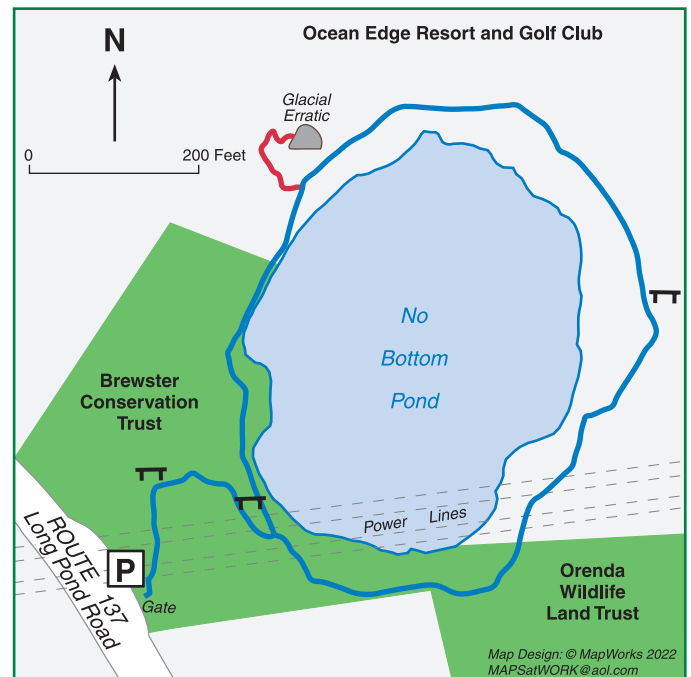 Ocean Edge Resort and Golf Club
N
Glacial
Erratic
0
200 Feet
No
Bottom
Pond
Brewster
Conservation
Trust
Power Lines
ROUTE 137
Long Pond Road
P
Gate
Orenda
Wildlife
Land Trust
Map Design: © MapWorks 2022
MAPSatWORK@aol.com